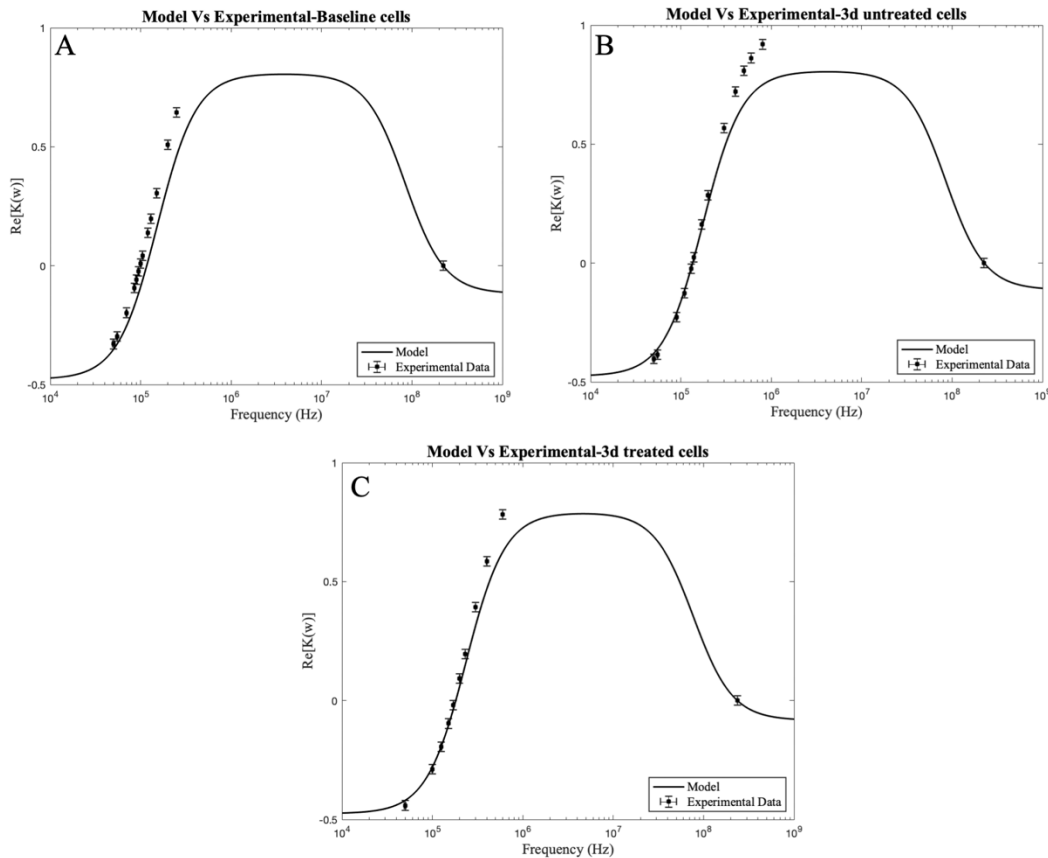 Model Vs Experimental-Baseline cells
A
1
0.5
0
-0.5
Re[K(w)]
10^4 10^5 10^6 10^7 10^8 10^9
Frequency (Hz)
Model
Experimental Data
Model Vs Experimental-3d untreated cells
B
1
0.5
0
-0.5
Re[K(w)]
10^4 10^5 10^6 10^7 10^8 10^9
Frequency (Hz)
Model
Experimental Data
Model Vs Experimental-3d treated cells
C
1
0.5
0
-0.5
Re[K(w)]
10^4 10^5 10^6 10^7 10^8 10^9
Frequency (Hz)
Model
Experimental Data